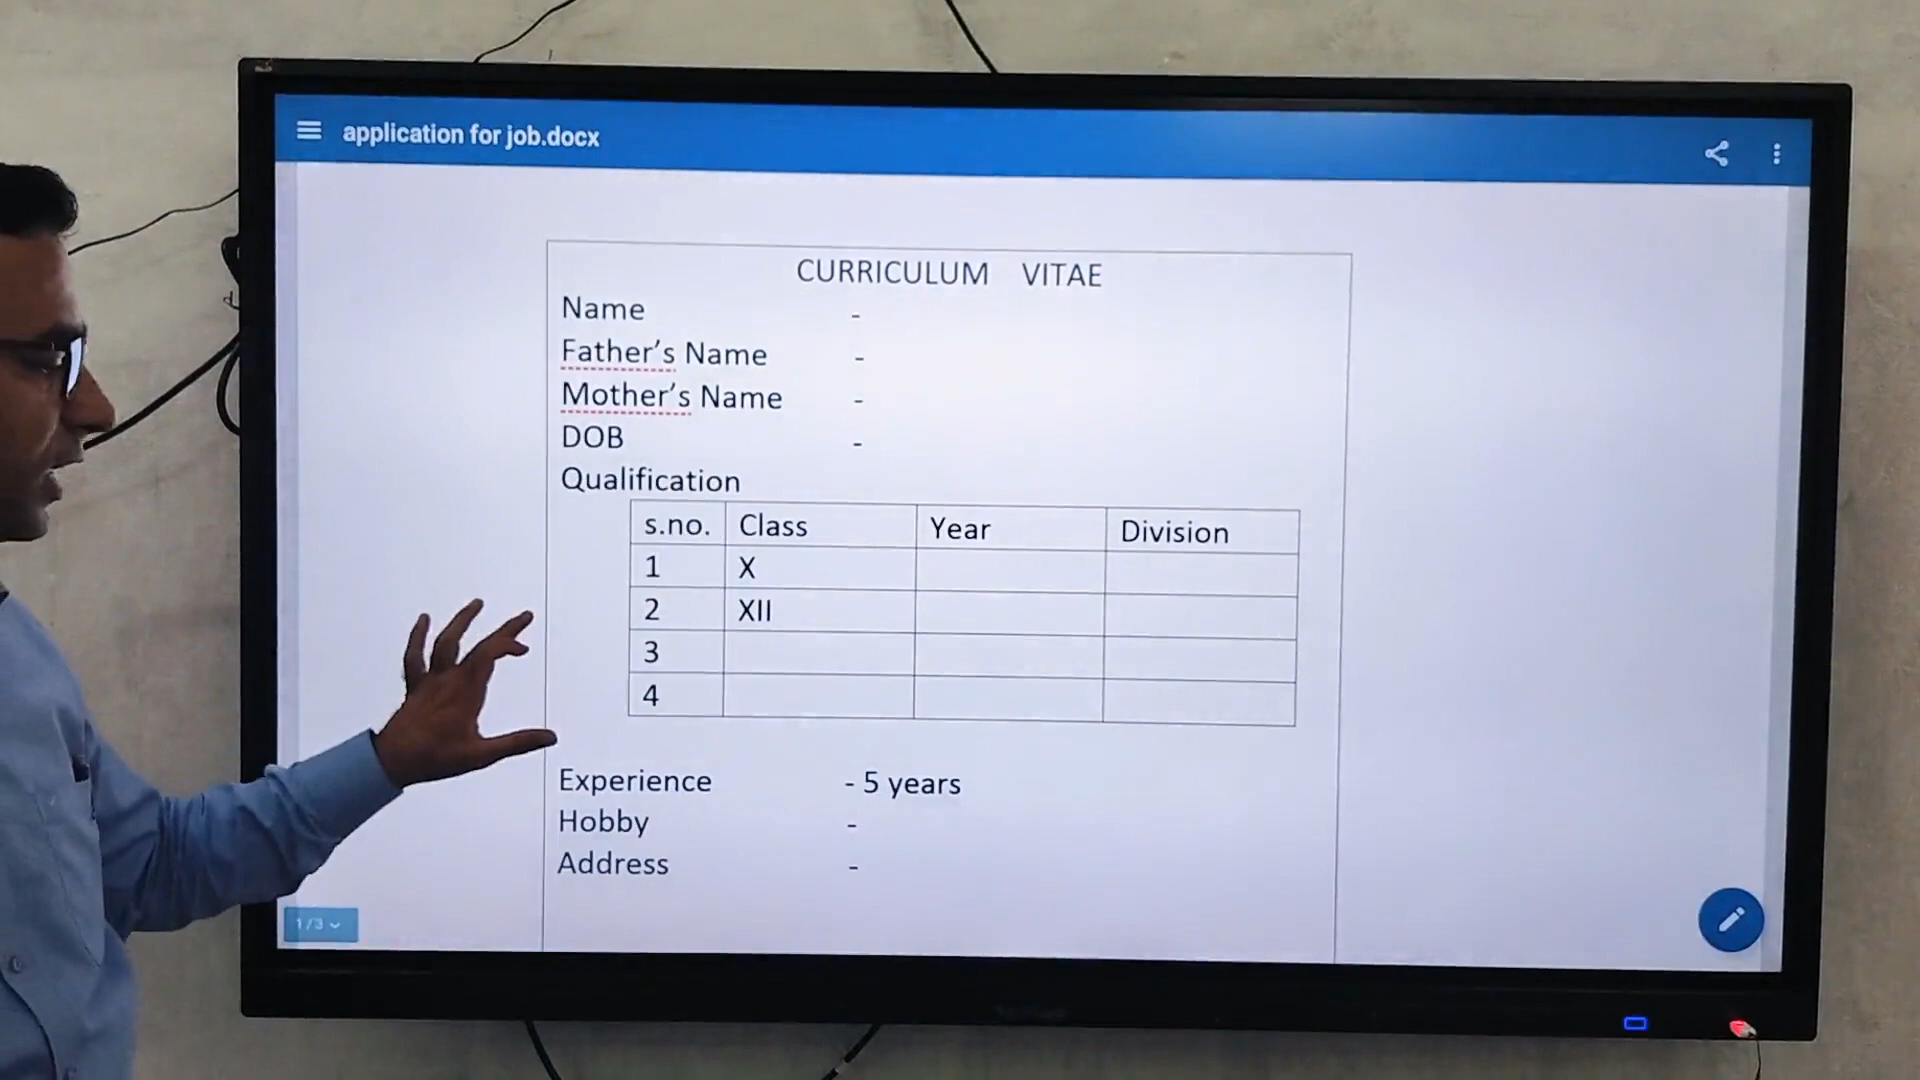 application for job.docx
CURRICULUM VITAE
Name -
Father's Name -
Mother's Name -
DOB -
Qualification
s.no. Class Year Division
1 X
2 XII
3
4
Experience - 5 years
Hobby -
Address -
1/3